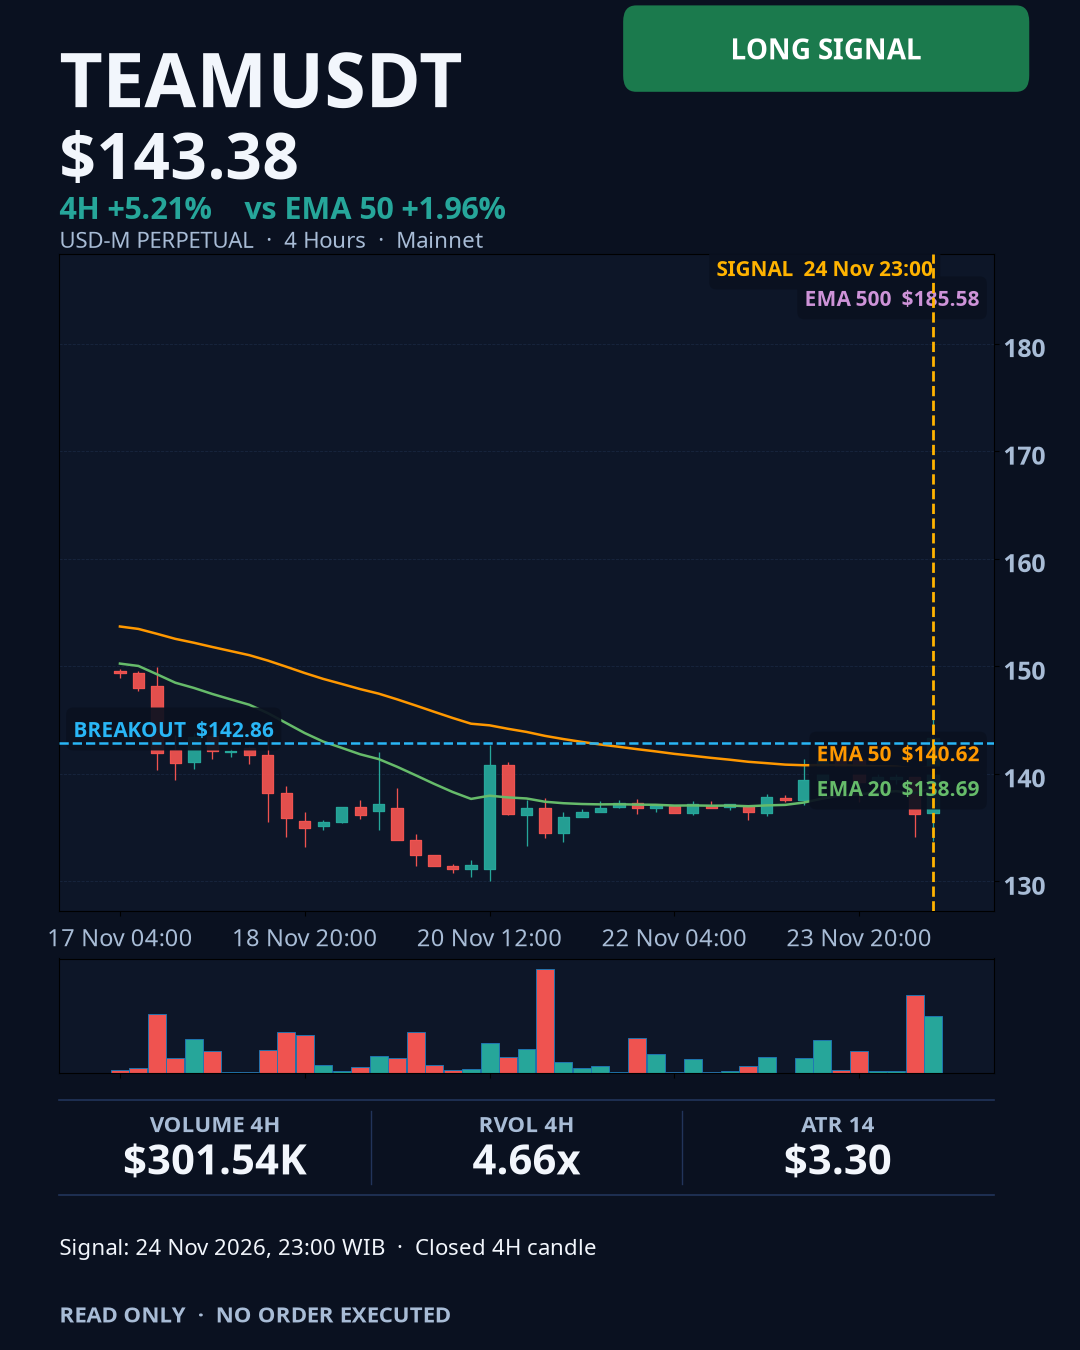 LONG SIGNAL
TEAMUSDT
$143.38
4H +5.21% vs EMA 50 +1.96%
USD-M PERPETUAL · 4 Hours · Mainnet
SIGNAL 24 Nov 23:00
EMA 500 $185.58
180
170
160
150
BREAKOUT $142.86
EMA 50 $140.62
140
EMA 20 $138.69
130
17 Nov 04:00 18 Nov 20:00 20 Nov 12:00 22 Nov 04:00 23 Nov 20:00
VOLUME 4H RVOL 4H ATR 14
$301.54K 4.66x $3.30
Signal: 24 Nov 2026, 23:00 WIB · Closed 4H candle
READ ONLY · NO ORDER EXECUTED